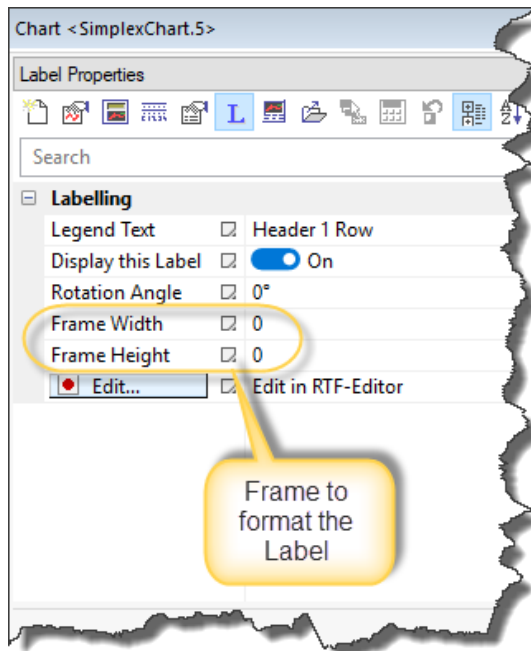 Chart <SimplexChart.5>
Label Properties
L
Search
Labelling
Legend Text Header 1 Row
Display this Label On
Rotation Angle 0°
Frame Width 0
Frame Height 0
Edit... Edit in RTF-Editor
Frame to
format the
Label